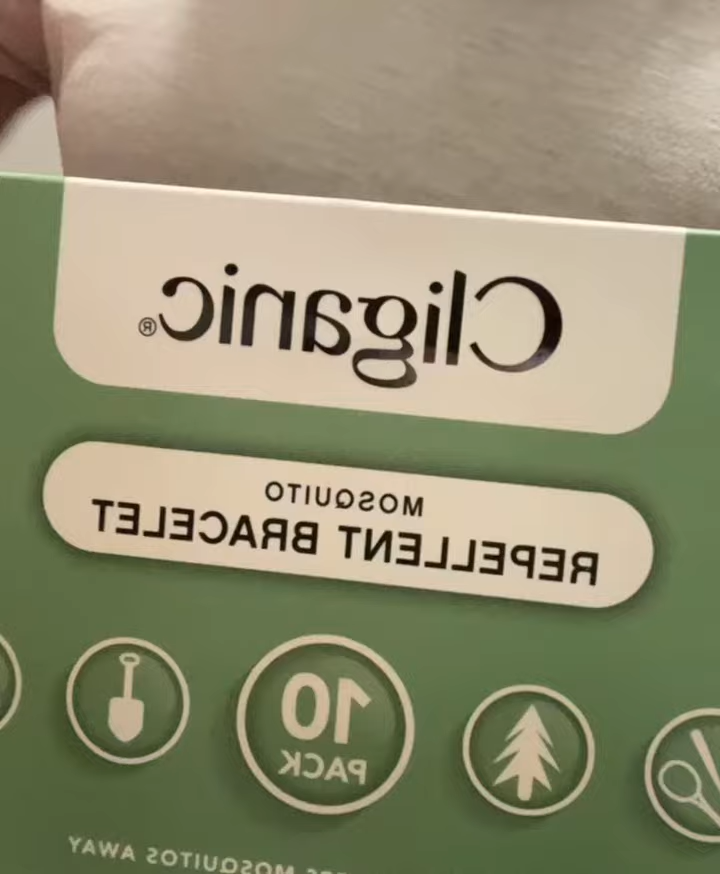 Cliganic®
MOSQUITO
REPELLENT BRACELET
10
PACK
MOSQUITOS AWAY